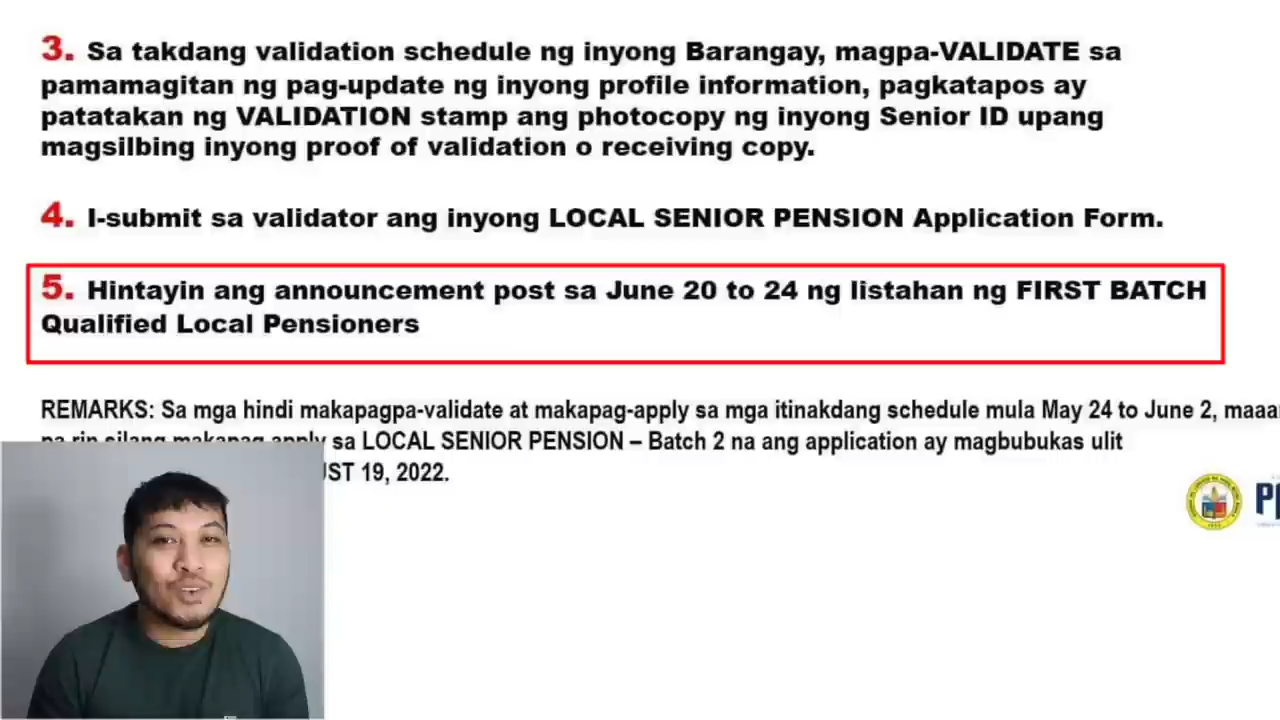 3. Sa takdang validation schedule ng inyong Barangay, magpa-VALIDATE sa
pamamagitan ng pag-update ng inyong profile information, pagkatapos ay
patatakan ng VALIDATION stamp ang photocopy ng inyong Senior ID upang
magsilbing inyong proof of validation o receiving copy.
4. I-submit sa validator ang inyong LOCAL SENIOR PENSION Application Form.
5. Hintayin ang announcement post sa June 20 to 24 ng listahan ng FIRST BATCH
Qualified Local Pensioners
REMARKS: Sa mga hindi makapagpa-validate at makapag-apply sa mga itinakdang schedule mula May 24 to June 2,
pa rin silang makapag apply sa LOCAL SENIOR PENSION – Batch 2 na ang application ay magbubukas ulit
19, 2022.